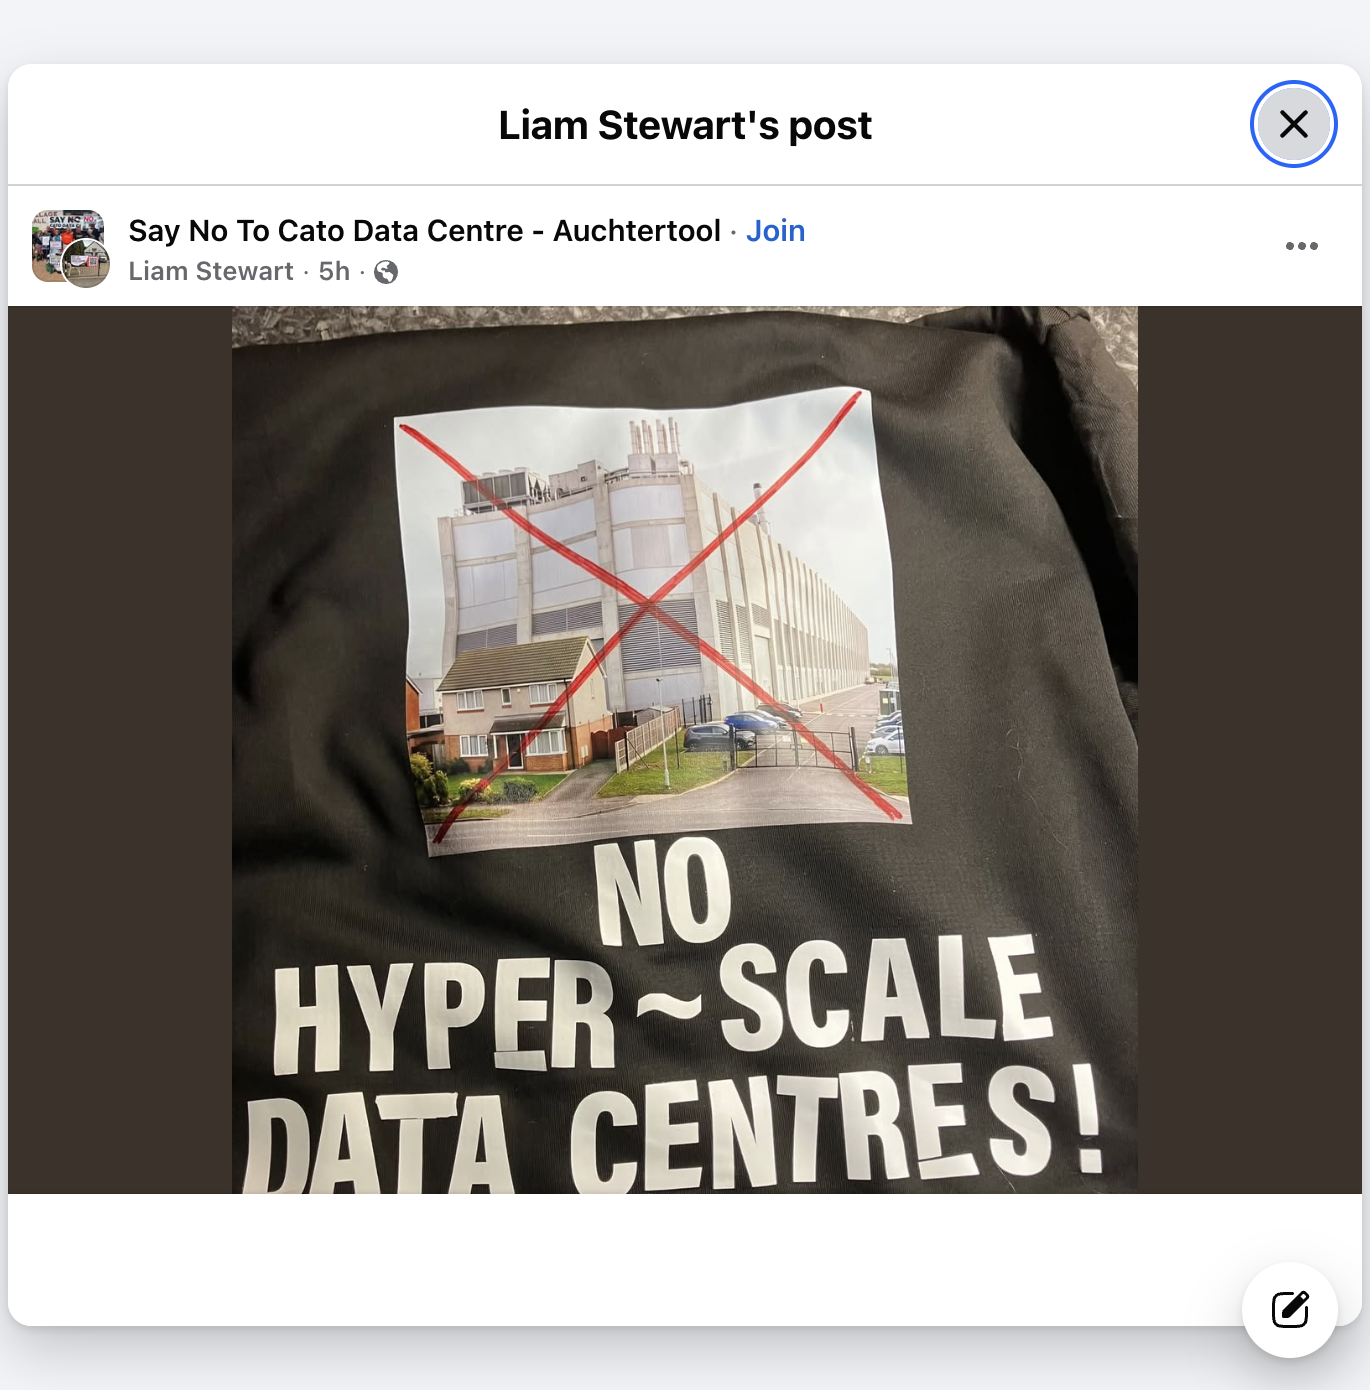 Liam Stewart's post
Say No To Cato Data Centre - Auchtertool · Join
Liam Stewart · 5h ·
NO
HYPER~SCALE
DATA CENTRES!